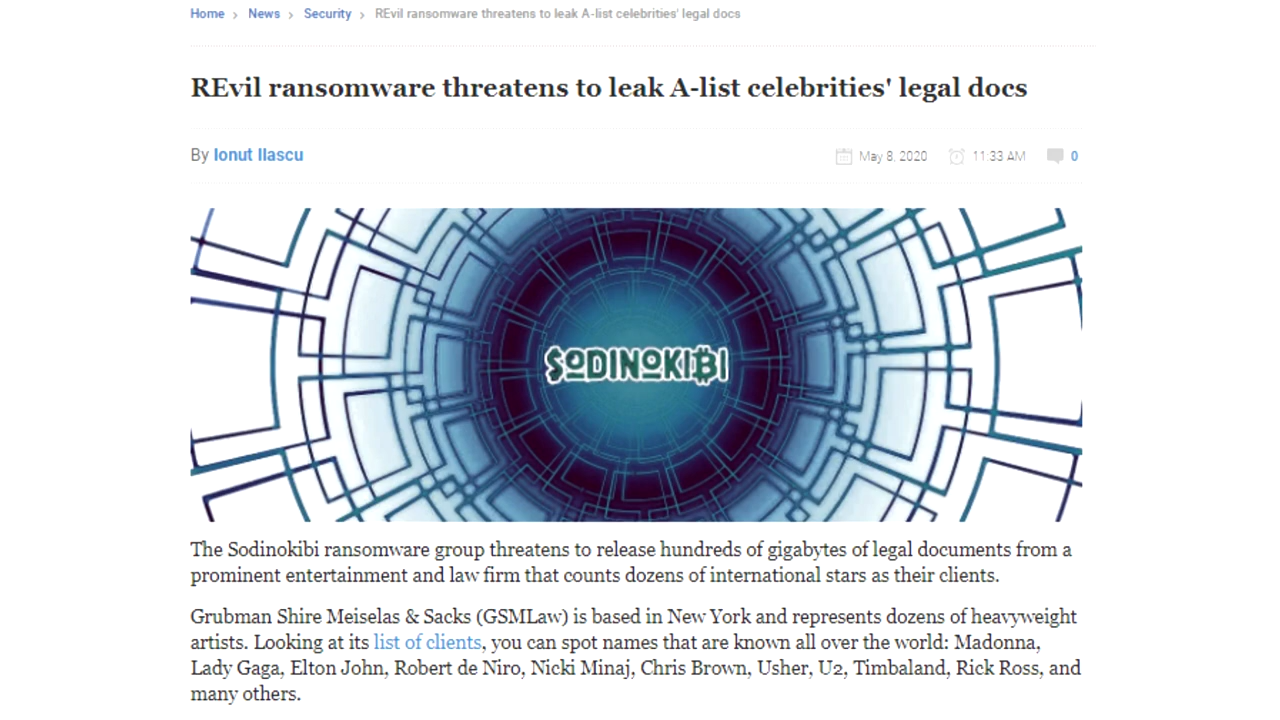 Home › News › Security › REvil ransomware threatens to leak A-list celebrities' legal docs
REvil ransomware threatens to leak A-list celebrities' legal docs
By Ionut Ilascu May 8, 2020 11:33 AM 0
SODINOKIBI
The Sodinokibi ransomware group threatens to release hundreds of gigabytes of legal documents from a
prominent entertainment and law firm that counts dozens of international stars as their clients.
Grubman Shire Meiselas & Sacks (GSMLaw) is based in New York and represents dozens of heavyweight
artists. Looking at its list of clients, you can spot names that are known all over the world: Madonna,
Lady Gaga, Elton John, Robert de Niro, Nicki Minaj, Chris Brown, Usher, U2, Timbaland, Rick Ross, and
many others.